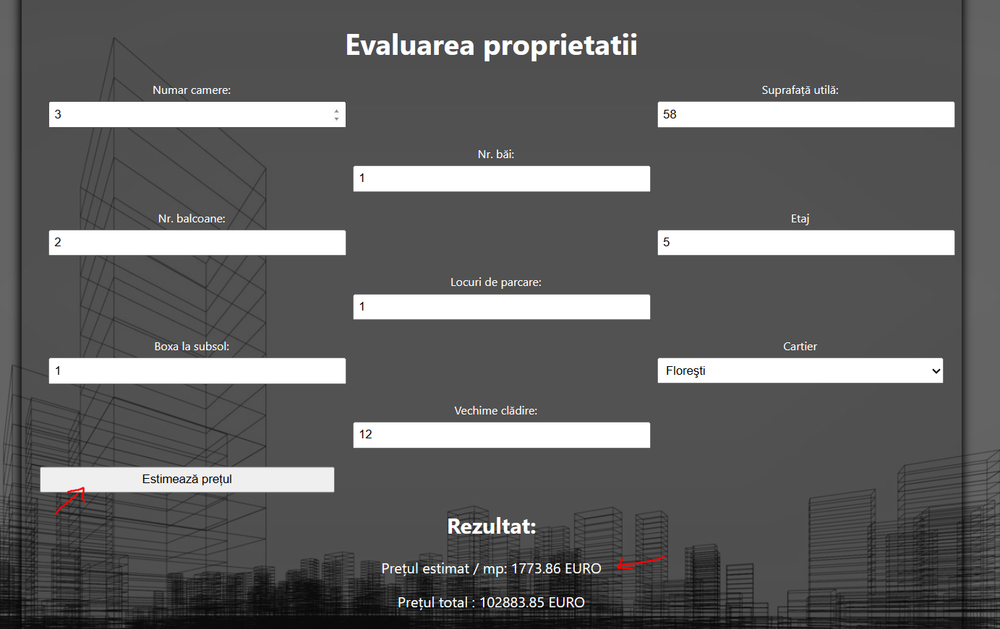 Evaluarea proprietatii
Numar camere:
Suprafață utilă:
3
58
Nr. băi:
1
Nr. balcoane:
Etaj
2
5
Locuri de parcare:
1
Boxa la subsol:
Cartier
1
Floreşti
Vechime clădire:
12
Estimează prețul
Rezultat:
Prețul estimat / mp: 1773.86 EURO
Prețul total : 102883.85 EURO